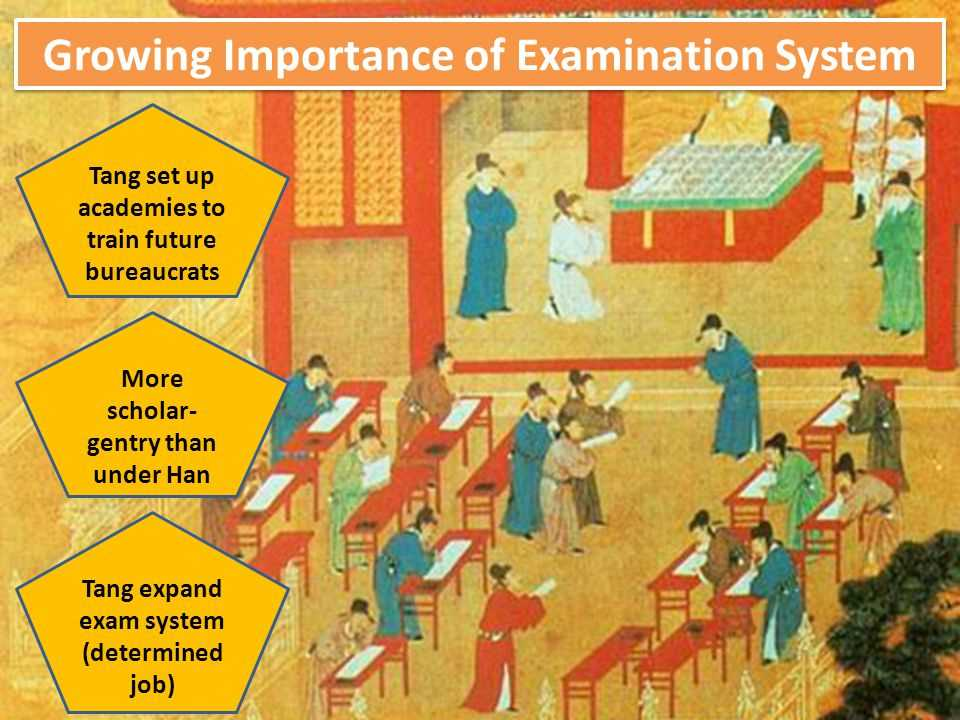 Growing Importance of Examination System
Tang set up
academies to
train future
bureaucrats
More
scholar-
gentry than
under Han
Tang expand
exam system
(determined
job)